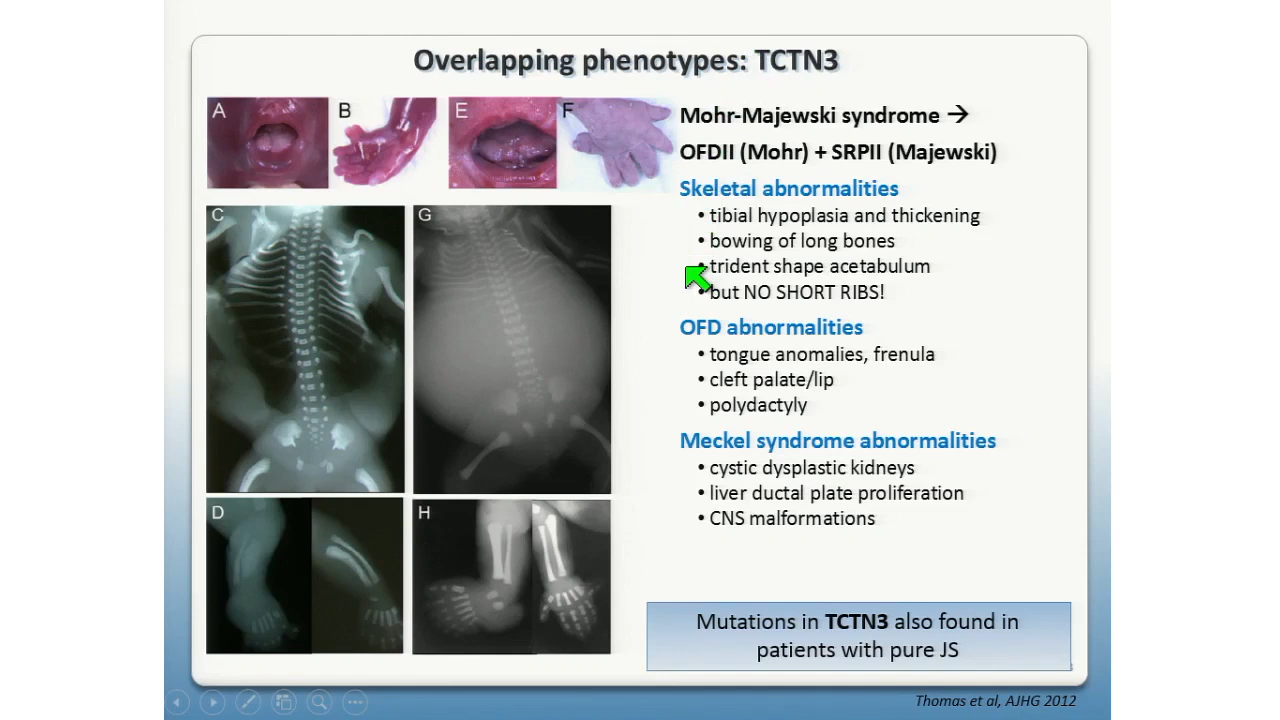 Overlapping phenotypes: TCTN3
A
B
E
F
C
G
D
H
Mohr-Majewski syndrome →
OFDII (Mohr) + SRPII (Majewski)
Skeletal abnormalities
• tibial hypoplasia and thickening
• bowing of long bones
• trident shape acetabulum
• but NO SHORT RIBS!
OFD abnormalities
• tongue anomalies, frenula
• cleft palate/lip
• polydactyly
Meckel syndrome abnormalities
• cystic dysplastic kidneys
• liver ductal plate proliferation
• CNS malformations
Mutations in TCTN3 also found in
patients with pure JS
Thomas et al, AJHG 2012